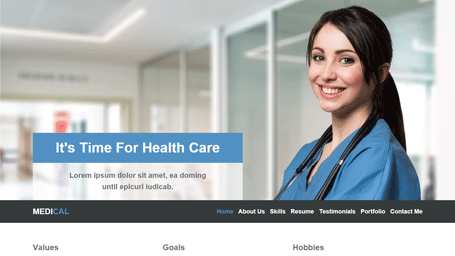 It's Time For Health Care
Lorem ipsum dolor sit amet, ea doming
until epicuri iudicab.
MEDICAL
Home About Us Skills Resume Testimonials Portfolio Contact Me
Values Goals Hobbies